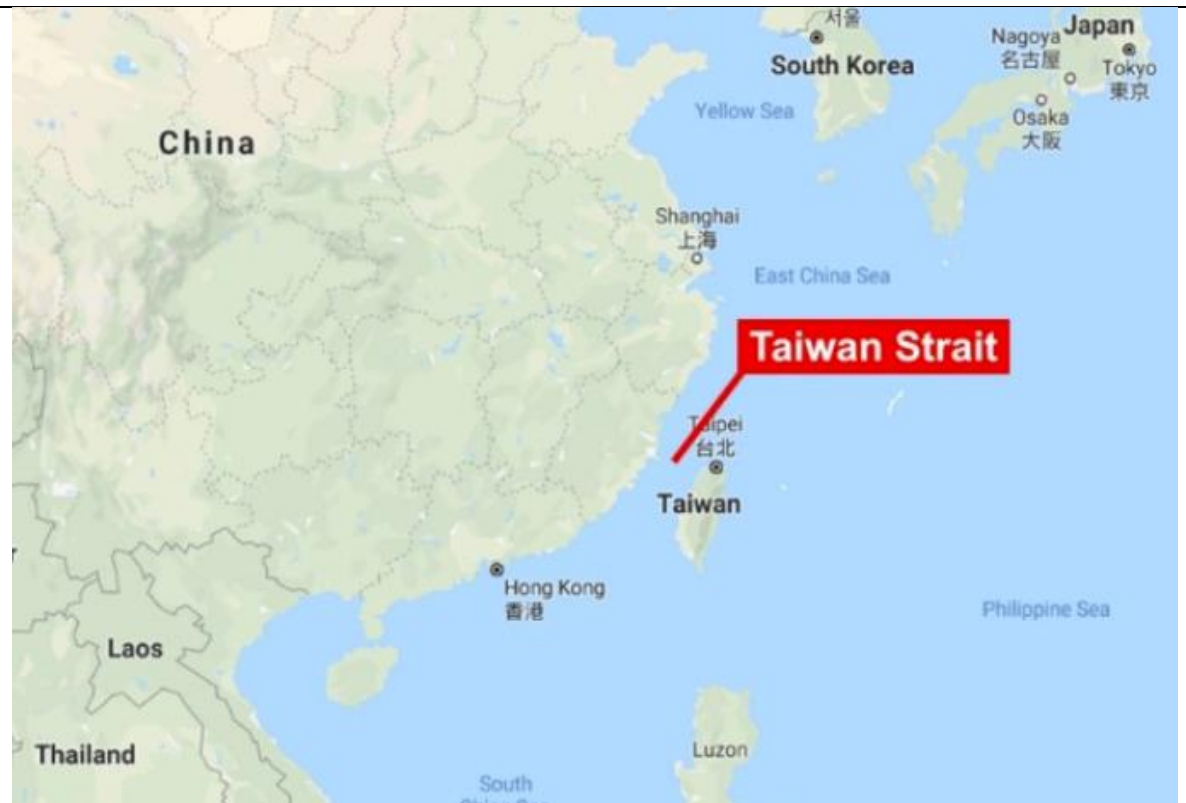 서울
South Korea
Japan
Nagoya
名古屋
Tokyo
東京
Osaka
大阪
Yellow Sea
China
Shanghai
上海
East China Sea
Taiwan Strait
Taipei
台北
Taiwan
Hong Kong
香港
Philippine Sea
Laos
Thailand
Luzon
South